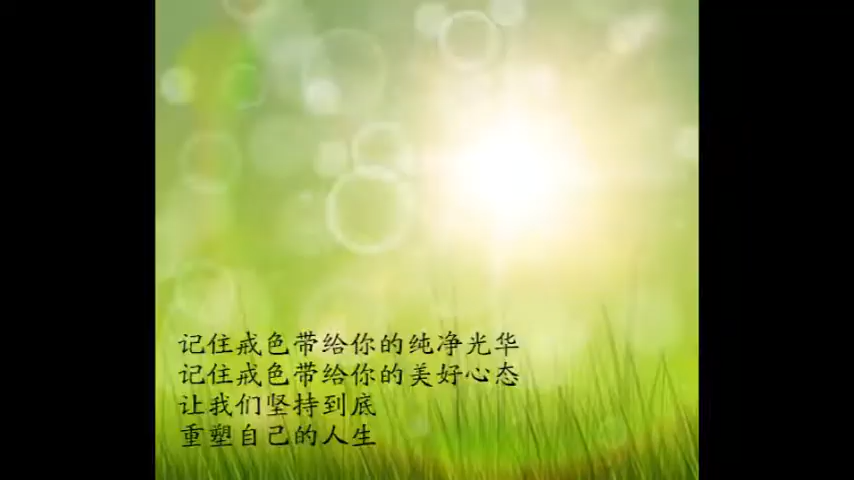 记住戒色带给你的纯净光华
记住戒色带给你的美好心态
让我们坚持到底
重塑自己的人生